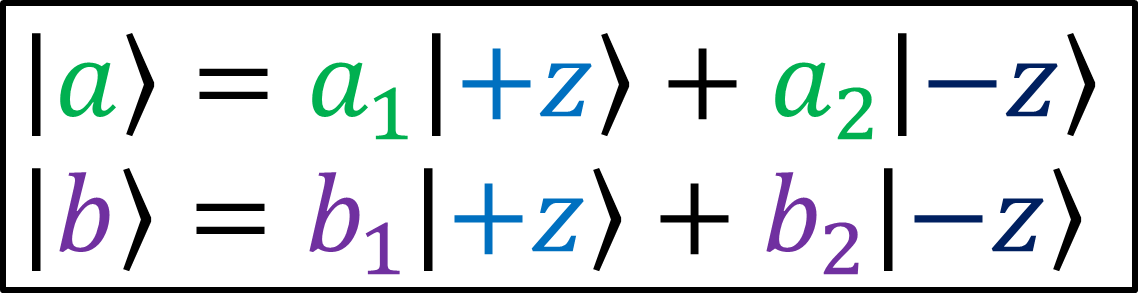 |a⟩ = a₁|+z⟩ + a₂|−z⟩
|b⟩ = b₁|+z⟩ + b₂|−z⟩